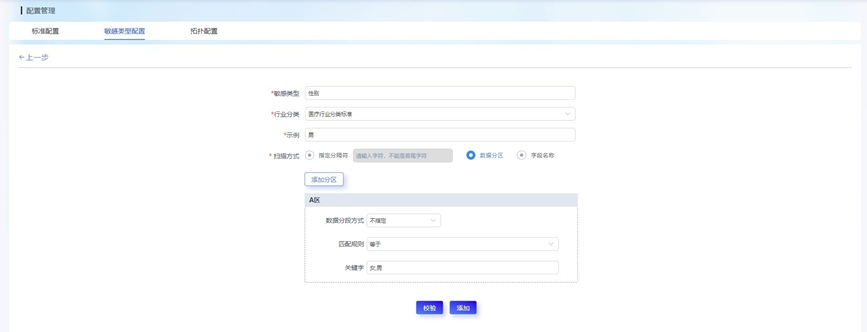 配置管理
标准配置 敏感类型配置 拓扑配置
←上一步
*敏感类型 性别
*行业分类 医疗行业分类标准
*示例 男
*扫描方式 指定分隔符 请输入字符，不能是首尾字符 数据分区 字段名称
添加分区
A区
数据分段方式 不指定
匹配规则 等于
关键字 女,男
校验 添加